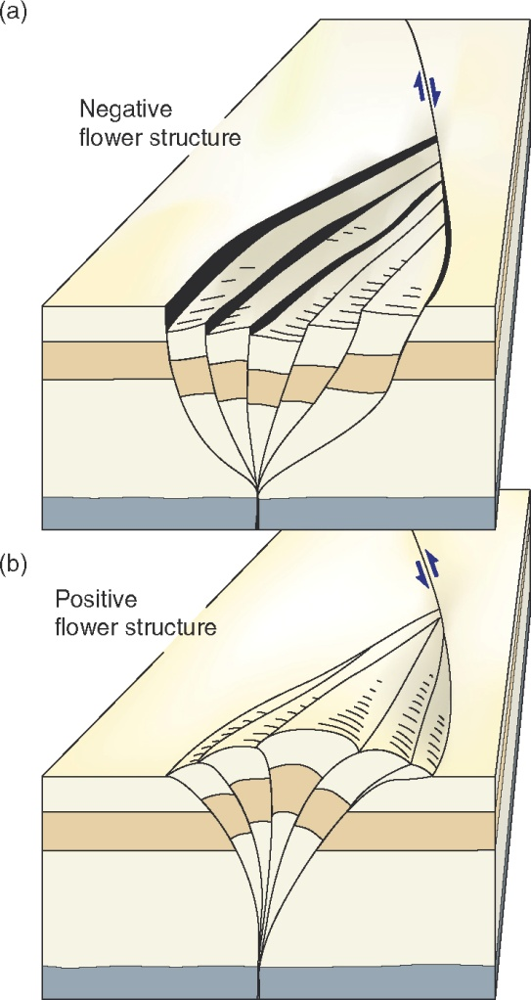 (a)
Negative
flower structure
(b)
Positive
flower structure